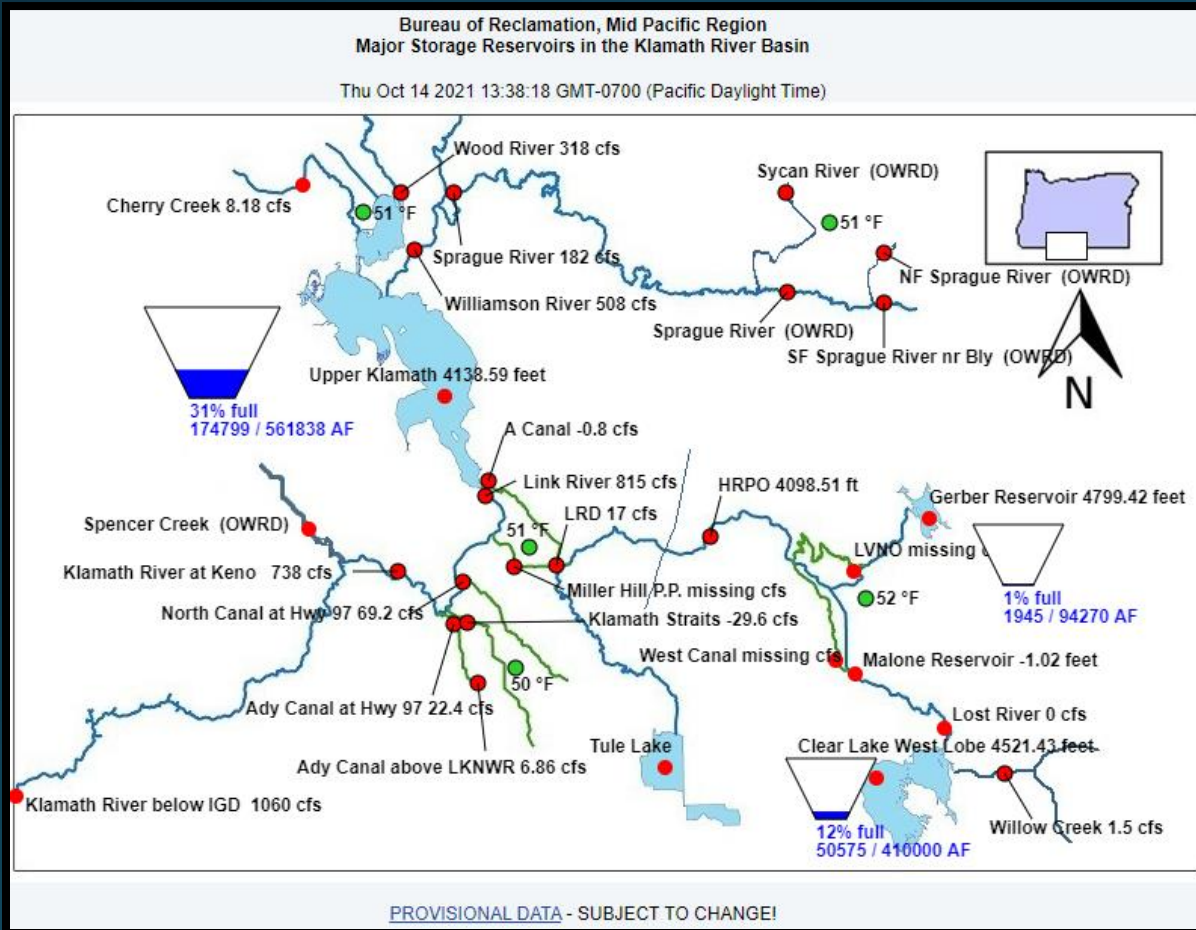 Bureau of Reclamation, Mid Pacific Region
Major Storage Reservoirs in the Klamath River Basin
Thu Oct 14 2021 13:38:18 GMT-0700 (Pacific Daylight Time)
Wood River 318 cfs
Sycan River (OWRD)
Cherry Creek 8.18 cfs
51 °F
51 °F
Sprague River 182 cfs
NF Sprague River (OWRD)
Williamson River 508 cfs
Sprague River (OWRD)
SF Sprague River nr Bly (OWRD)
Upper Klamath 4138.59 feet
N
31% full
174799 / 561838 AF
A Canal -0.8 cfs
Link River 815 cfs
HRPO 4098.51 ft
Gerber Reservoir 4799.42 feet
LRD 17 cfs
Spencer Creek (OWRD)
51 °F
LVNO missing
Klamath River at Keno 738 cfs
Miller Hill P.P. missing cfs
52 °F
1% full
1945 / 94270 AF
North Canal at Hwy 97 69.2 cfs
Klamath Straits -29.6 cfs
West Canal missing cfs
Malone Reservoir -1.02 feet
50 °F
Ady Canal at Hwy 97 22.4 cfs
Lost River 0 cfs
Tule Lake
Clear Lake West Lobe 4521.43 feet
Ady Canal above LKNWR 6.86 cfs
Klamath River below IGD 1060 cfs
12% full
50575 / 410000 AF
Willow Creek 1.5 cfs
PROVISIONAL DATA - SUBJECT TO CHANGE!